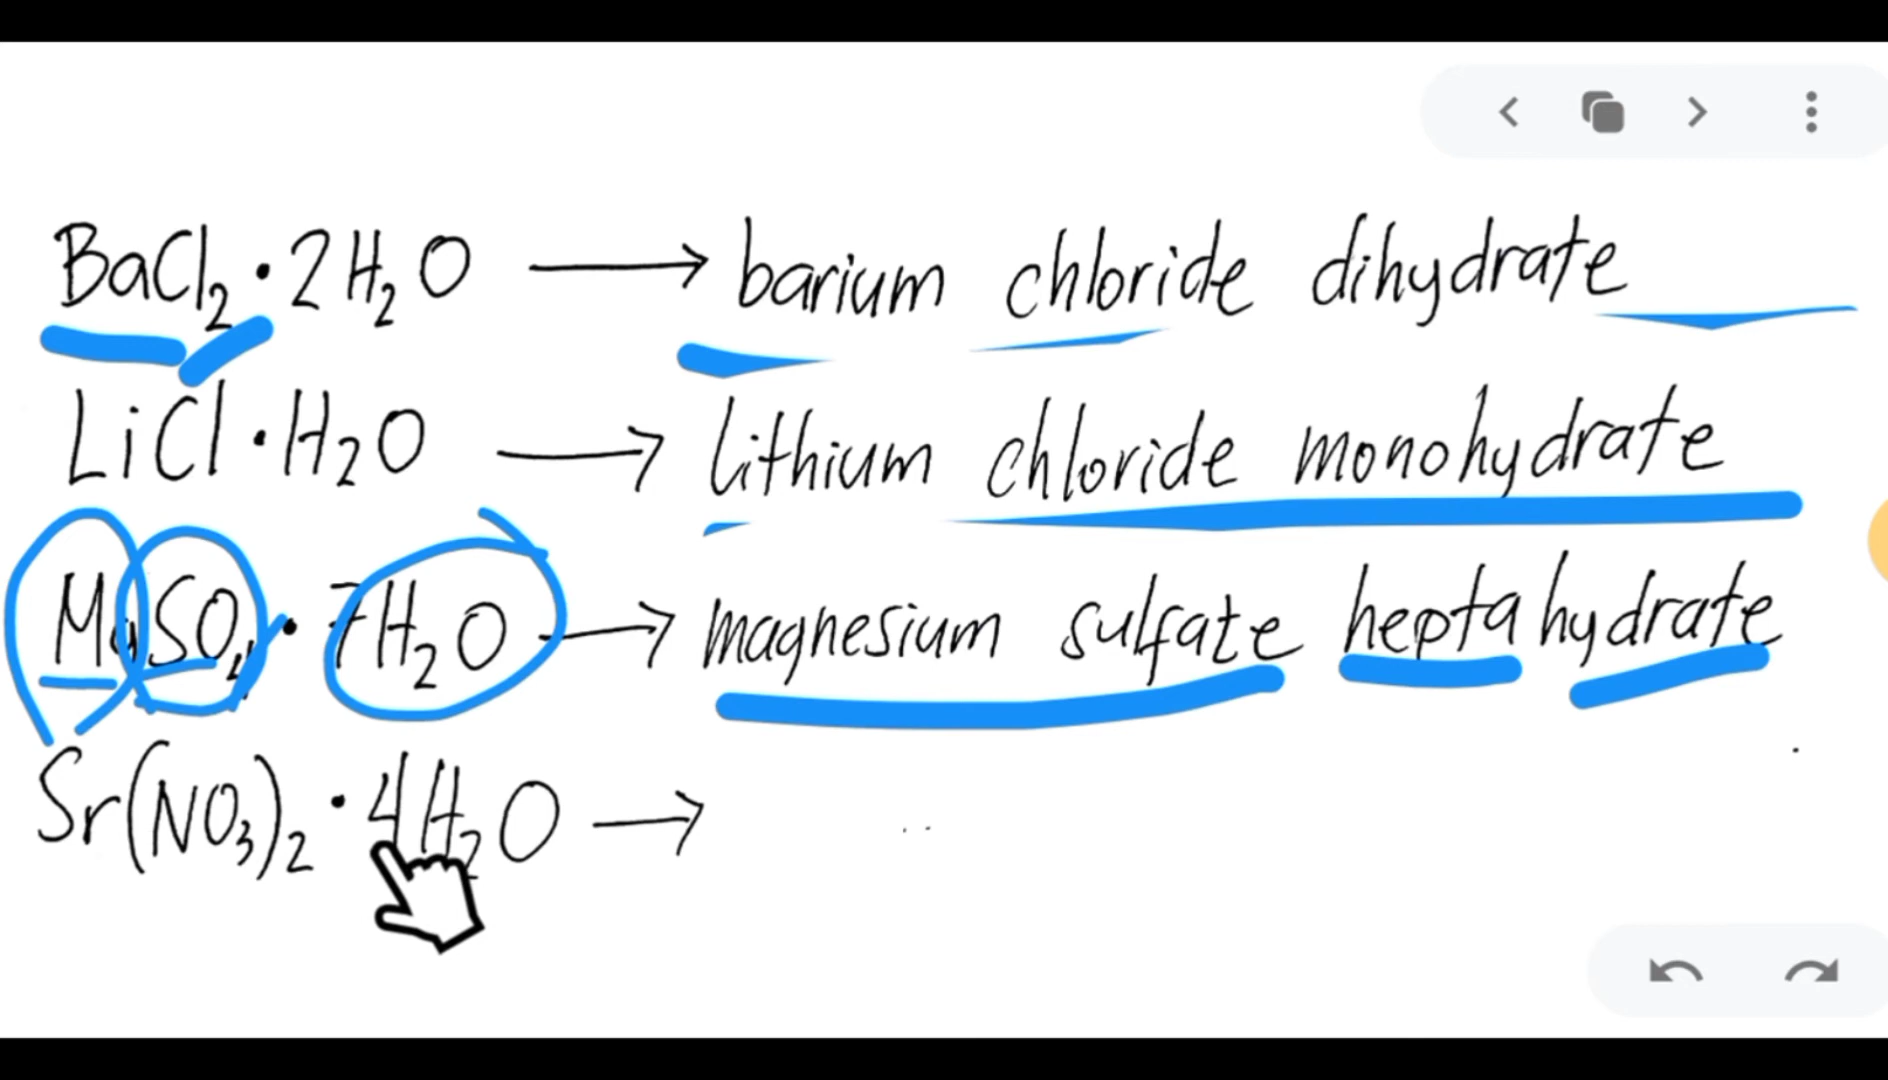 BaCl₂ · 2H₂O → barium chloride dihydrate
LiCl · H₂O → lithium chloride monohydrate
MgSO₄ · 7H₂O → magnesium sulfate heptahydrate
Sr(NO₃)₂ · 4H₂O →